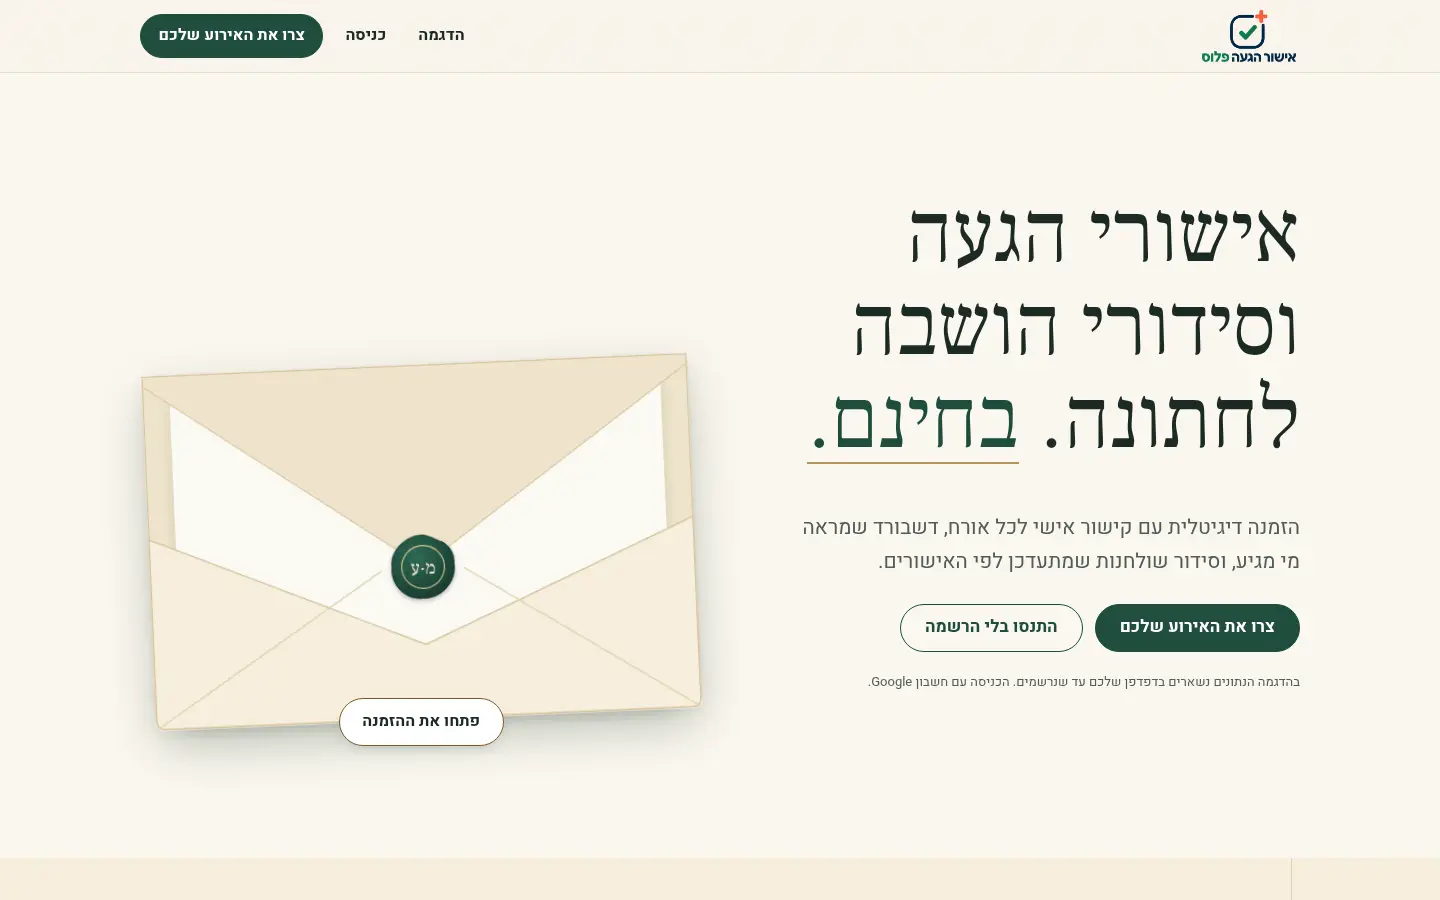 אישור הגעה פלוס
הדגמה
כניסה
צרו את האירוע שלכם
אישורי הגעה
וסידורי הושבה
לחתונה. בחינם.
הזמנה דיגיטלית עם קישור אישי לכל אורח, דשבורד שמראה
מי מגיע, וסידור שולחנות שמתעדכן לפי האישורים.
צרו את האירוע שלכם
התנסו בלי הרשמה
בהדגמה הנתונים נשארים בדפדפן שלכם עד שנרשמים. הכניסה עם חשבון Google.
מ·ע
פתחו את ההזמנה